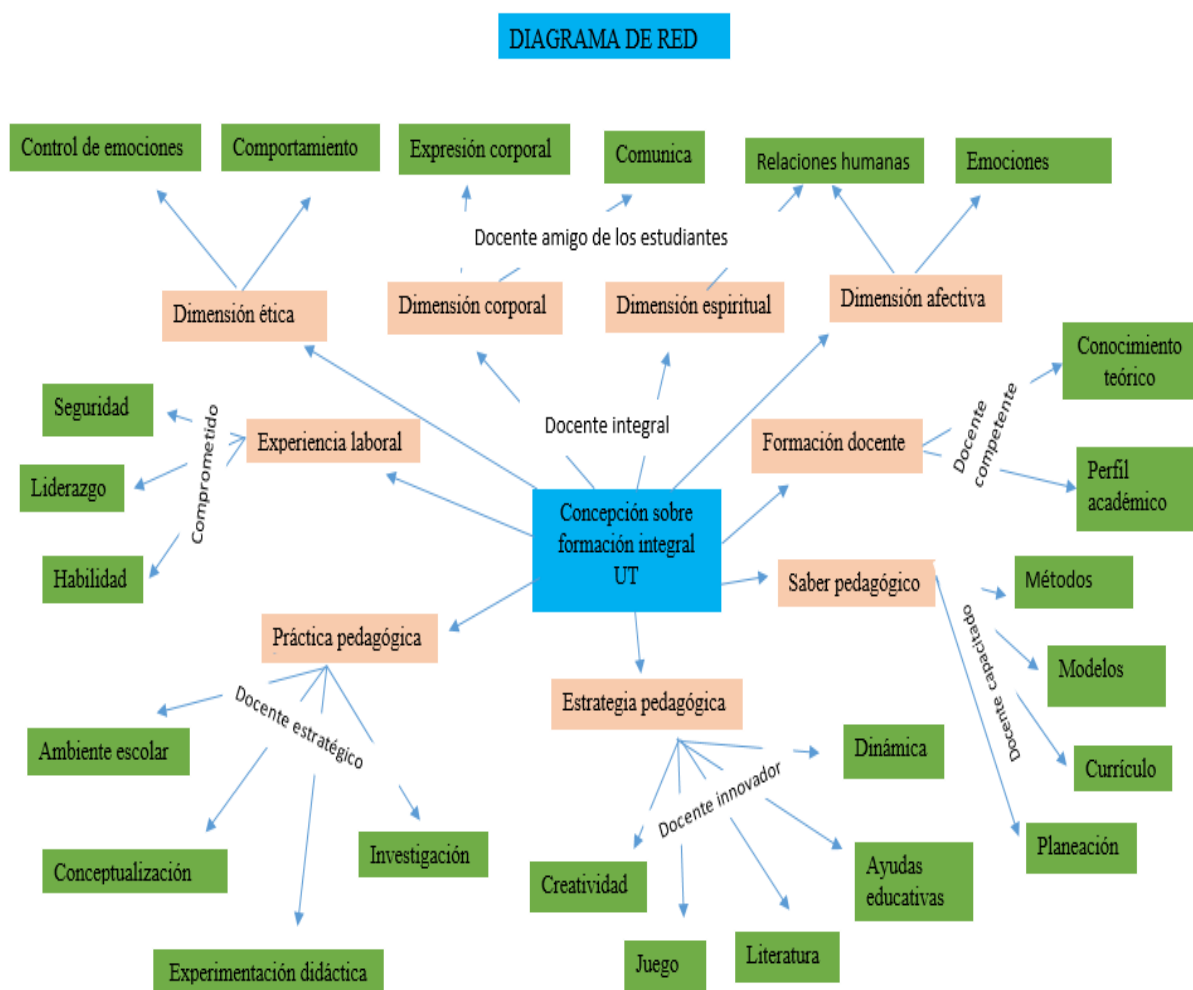 DIAGRAMA DE RED
Control de emociones
Comportamiento
Expresión corporal
Comunica
Relaciones humanas
Emociones
Docente amigo de los estudiantes
Dimensión ética
Dimensión corporal
Dimensión espiritual
Dimensión afectiva
Conocimiento
teórico
Seguridad
Liderazgo
Habilidad
Comprometido
Experiencia laboral
Docente integral
Formación docente
Docente
competente
Perfil
académico
Concepción sobre
formación integral
UT
Saber pedagógico
Métodos
Modelos
Currículo
Planeación
Docente capacitado
Práctica pedagógica
Docente estratégico
Ambiente escolar
Conceptualización
Experimentación didáctica
Investigación
Estrategia pedagógica
Docente innovador
Dinámica
Creatividad
Juego
Literatura
Ayudas
educativas